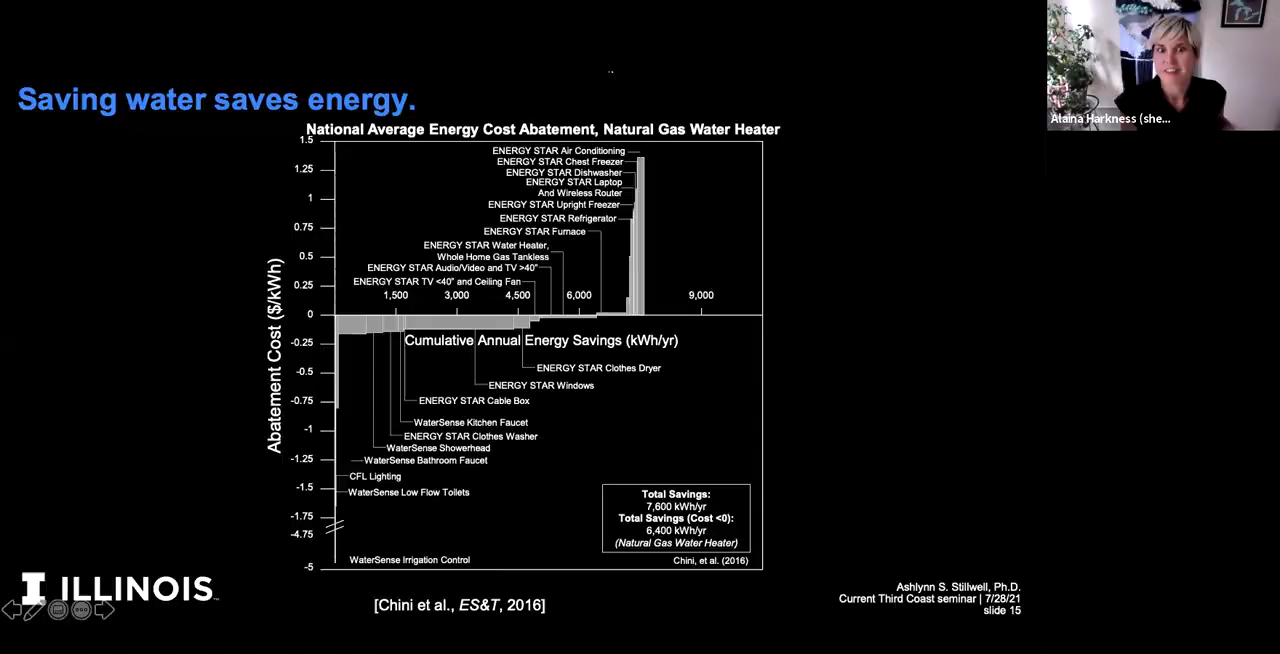 Saving water saves energy.
National Average Energy Cost Abatement, Natural Gas Water Heater
1.5
1.25
1
0.75
0.5
0.25
0
-0.25
-0.5
-0.75
-1
-1.25
-1.5
-1.75
-4.75
-5
Abatement Cost ($/kWh)
ENERGY STAR Air Conditioning
ENERGY STAR Chest Freezer
ENERGY STAR Dishwasher
ENERGY STAR Laptop
And Wireless Router
ENERGY STAR Upright Freezer
ENERGY STAR Refrigerator
ENERGY STAR Furnace
ENERGY STAR Water Heater,
Whole Home Gas Tankless
ENERGY STAR Audio/Video and TV >40"
ENERGY STAR TV <40" and Ceiling Fan
1,500 3,000 4,500 6,000 9,000
Cumulative Annual Energy Savings (kWh/yr)
ENERGY STAR Clothes Dryer
ENERGY STAR Windows
ENERGY STAR Cable Box
WaterSense Kitchen Faucet
ENERGY STAR Clothes Washer
WaterSense Showerhead
WaterSense Bathroom Faucet
CFL Lighting
WaterSense Low Flow Toilets
WaterSense Irrigation Control
Total Savings:
7,600 kWh/yr
Total Savings (Cost <0):
6,400 kWh/yr
(Natural Gas Water Heater)
Chini, et al. (2016)
ILLINOIS
[Chini et al., ES&T, 2016]
Ashlynn S. Stillwell, Ph.D.
Current Third Coast seminar | 7/28/21
slide 15
Alaina Harkness (she...